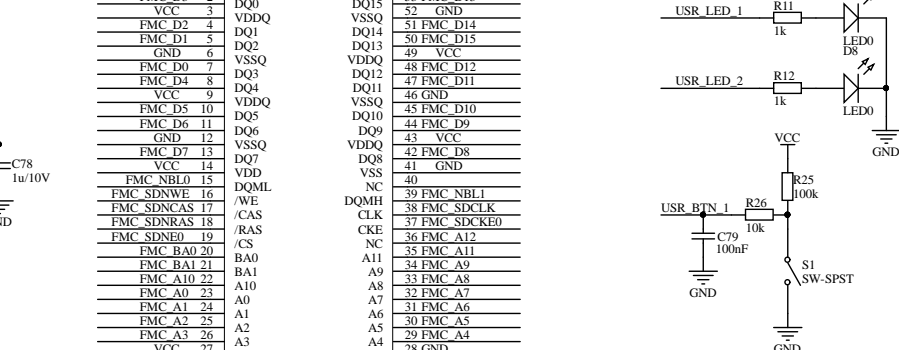 DQ0
VCC 3 VDDQ
FMC_D2 4 DQ1
FMC_D1 5 DQ2
GND 6 VSSQ
FMC_D0 7 DQ3
FMC_D4 8 DQ4
VCC 9 VDDQ
FMC_D5 10 DQ5
FMC_D6 11 DQ6
GND 12 VSSQ
FMC_D7 13 DQ7
VCC 14 VDD
FMC_NBL0 15 DQML
FMC_SDNWE 16 /WE
FMC_SDNCAS 17 /CAS
FMC_SDNRAS 18 /RAS
FMC_SDNE0 19 /CS
FMC_BA0 20 BA0
FMC_BA1 21 BA1
FMC_A10 22 A10
FMC_A0 23 A0
FMC_A1 24 A1
FMC_A2 25 A2
FMC_A3 26 A3
VCC 27
DQ15
VSSQ 52 GND
DQ14 51 FMC_D14
DQ13 50 FMC_D15
VDDQ 49 VCC
DQ12 48 FMC_D12
DQ11 47 FMC_D11
VSSQ 46 GND
DQ10 45 FMC_D10
DQ9 44 FMC_D9
VDDQ 43 VCC
DQ8 42 FMC_D8
VSS 41 GND
NC 40
DQMH 39 FMC_NBL1
CLK 38 FMC_SDCLK
CKE 37 FMC_SDCKE0
NC 36 FMC_A12
A11 35 FMC_A11
A9 34 FMC_A9
A8 33 FMC_A8
A7 32 FMC_A7
A6 31 FMC_A6
A5 30 FMC_A5
A4 29 FMC_A4
28 GND
C78
1u/10V
USR_LED_1
R11
1k
LED0
D8
USR_LED_2
R12
1k
LED0
GND
VCC
R25
100k
USR_BTN_1
R26
10k
C79
100nF
GND
S1
SW-SPST
GND